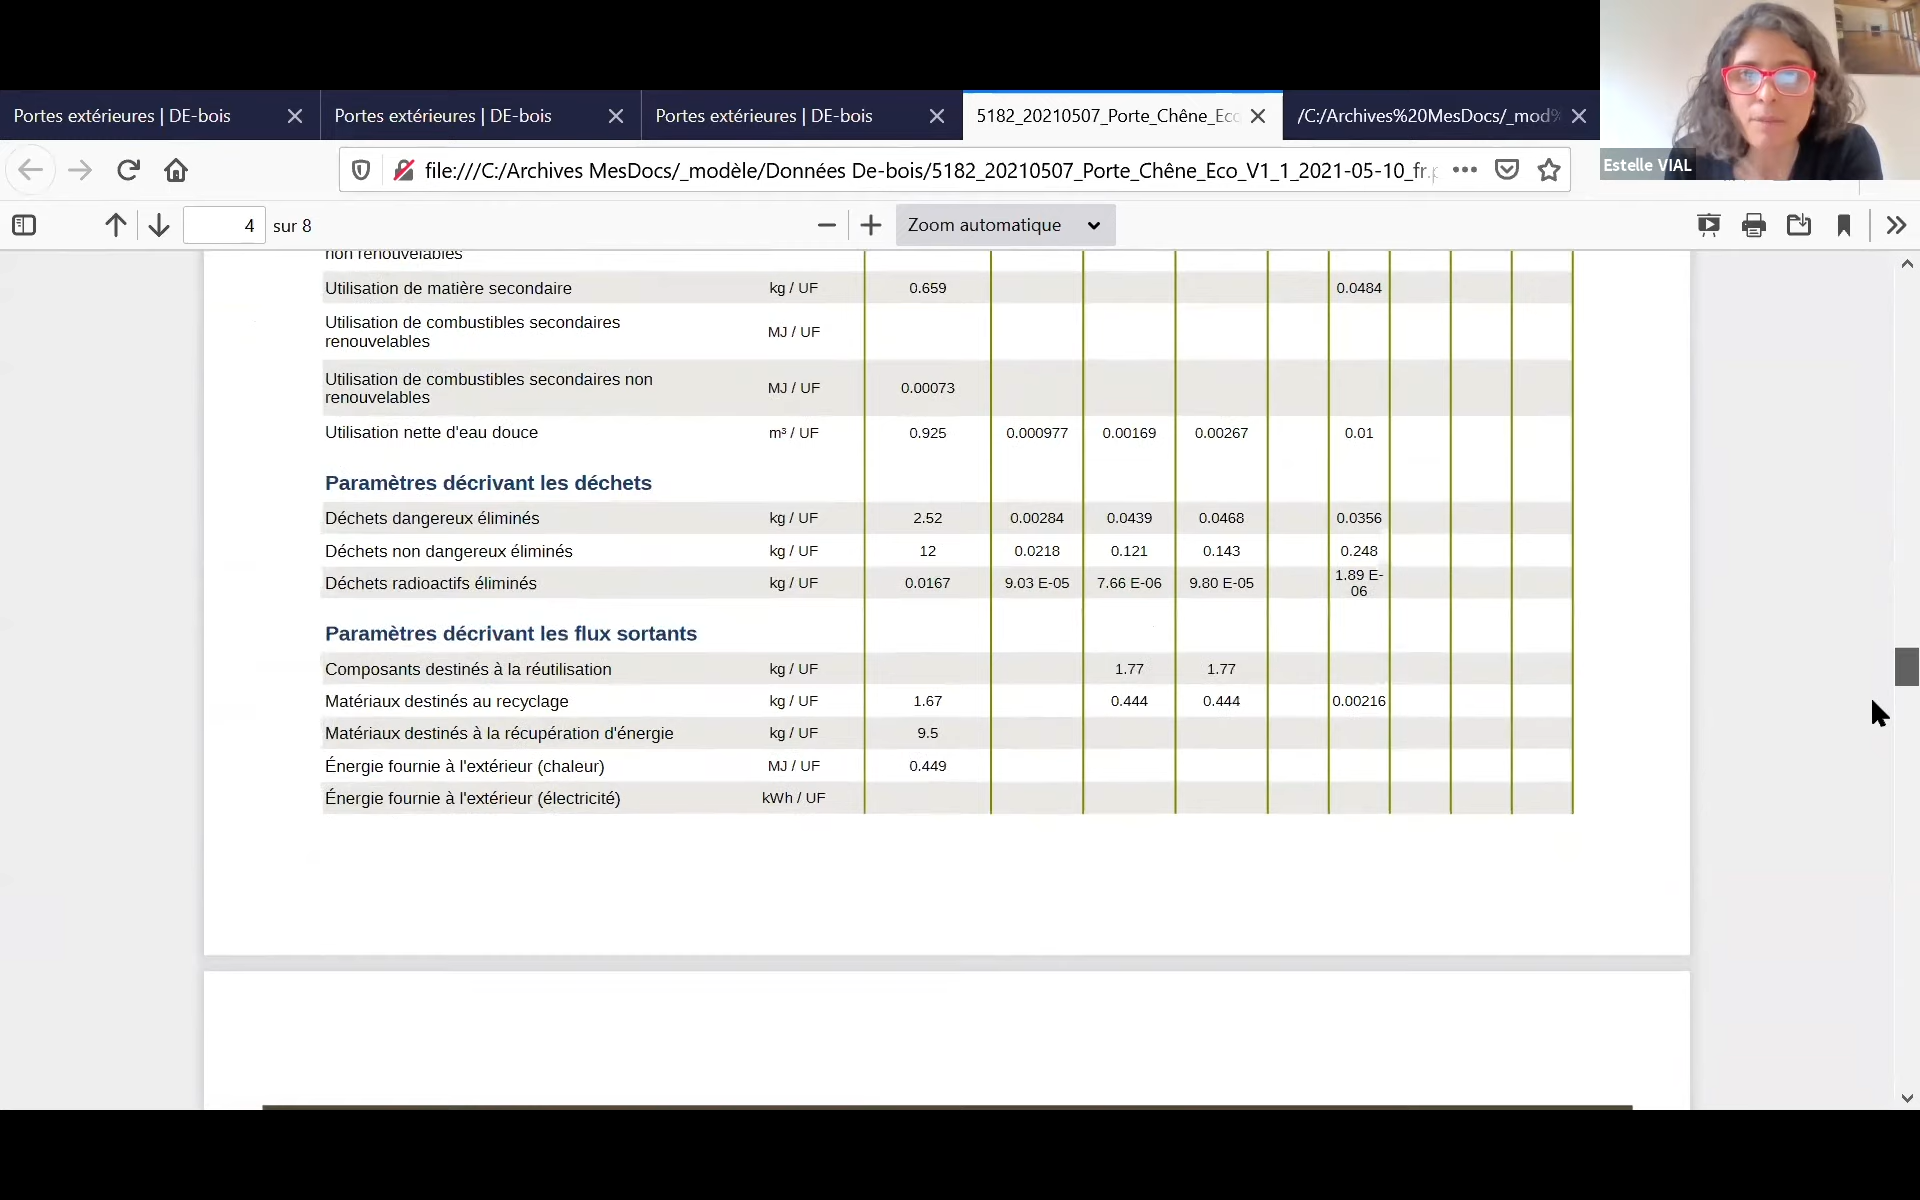 Estelle VIAL
Portes extérieures | DE-bois
Portes extérieures | DE-bois
Portes extérieures | DE-bois
5182_20210507_Porte_Chêne_Eco
/C:/Archives%20MesDocs/_mod%
file:///C:/Archives MesDocs/_modèle/Données De-bois/5182_20210507_Porte_Chêne_Eco_V1_1_2021-05-10_fr.p
4 sur 8
Zoom automatique
non renouvelables
Utilisation de matière secondaire kg / UF 0.659 0.0484
Utilisation de combustibles secondaires
renouvelables MJ / UF
Utilisation de combustibles secondaires non
renouvelables MJ / UF 0.00073
Utilisation nette d'eau douce m³ / UF 0.925 0.000977 0.00169 0.00267 0.01
Paramètres décrivant les déchets
Déchets dangereux éliminés kg / UF 2.52 0.00284 0.0439 0.0468 0.0356
Déchets non dangereux éliminés kg / UF 12 0.0218 0.121 0.143 0.248
Déchets radioactifs éliminés kg / UF 0.0167 9.03 E-05 7.66 E-06 9.80 E-05 1.89 E-
06
Paramètres décrivant les flux sortants
Composants destinés à la réutilisation kg / UF 1.77 1.77
Matériaux destinés au recyclage kg / UF 1.67 0.444 0.444 0.00216
Matériaux destinés à la récupération d'énergie kg / UF 9.5
Énergie fournie à l'extérieur (chaleur) MJ / UF 0.449
Énergie fournie à l'extérieur (électricité) kWh / UF